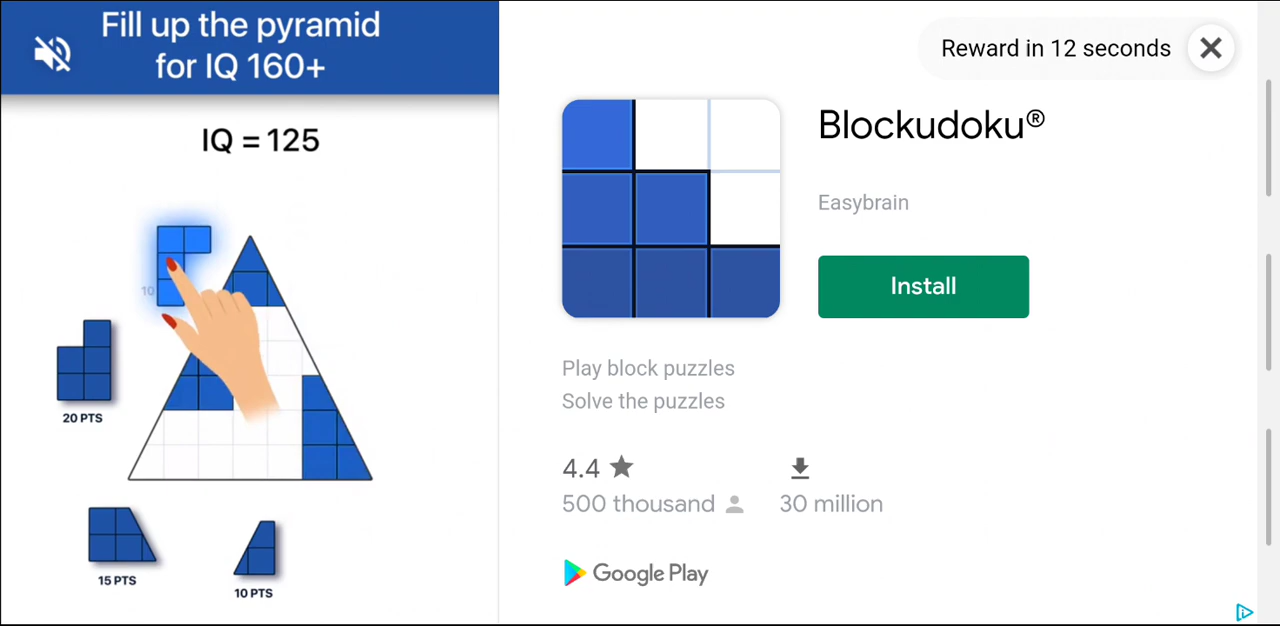 Fill up the pyramid
for IQ 160+
IQ = 125
10
20 PTS
15 PTS
10 PTS
Reward in 12 seconds
Blockudoku®
Easybrain
Install
Play block puzzles
Solve the puzzles
4.4
500 thousand
30 million
Google Play